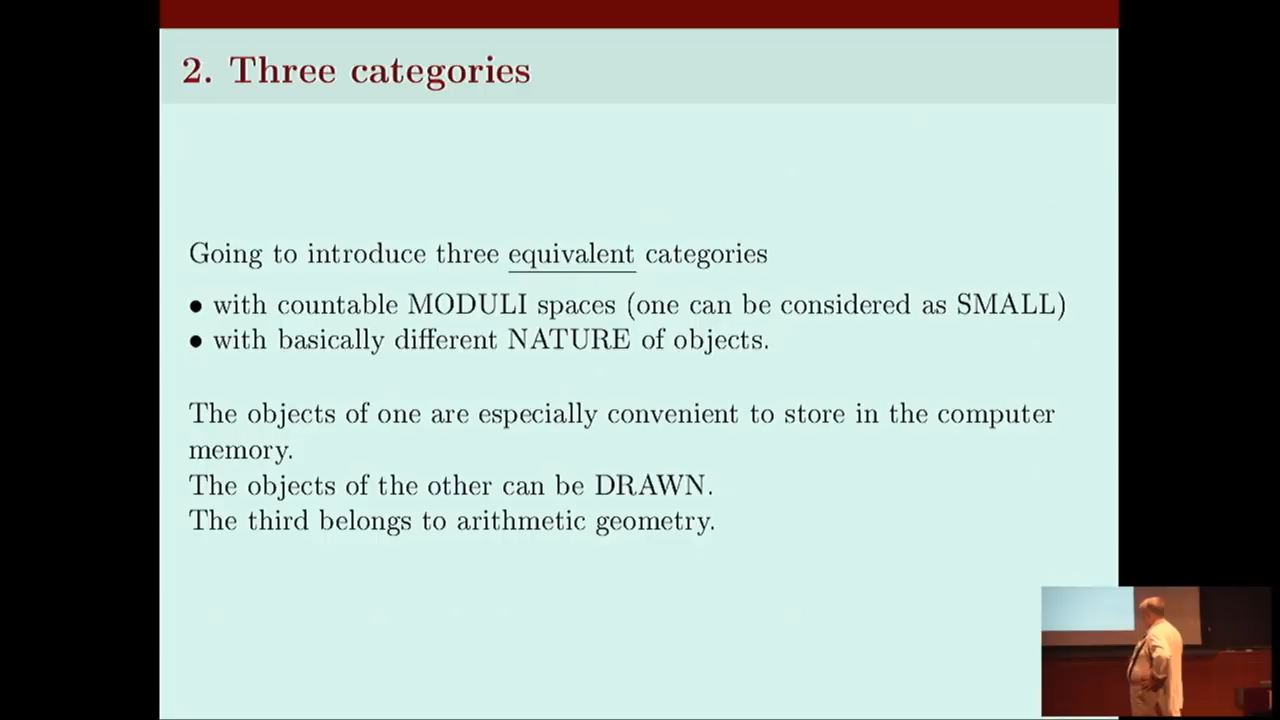 2. Three categories
Going to introduce three equivalent categories
• with countable MODULI spaces (one can be considered as SMALL)
• with basically different NATURE of objects.
The objects of one are especially convenient to store in the computer
memory.
The objects of the other can be DRAWN.
The third belongs to arithmetic geometry.